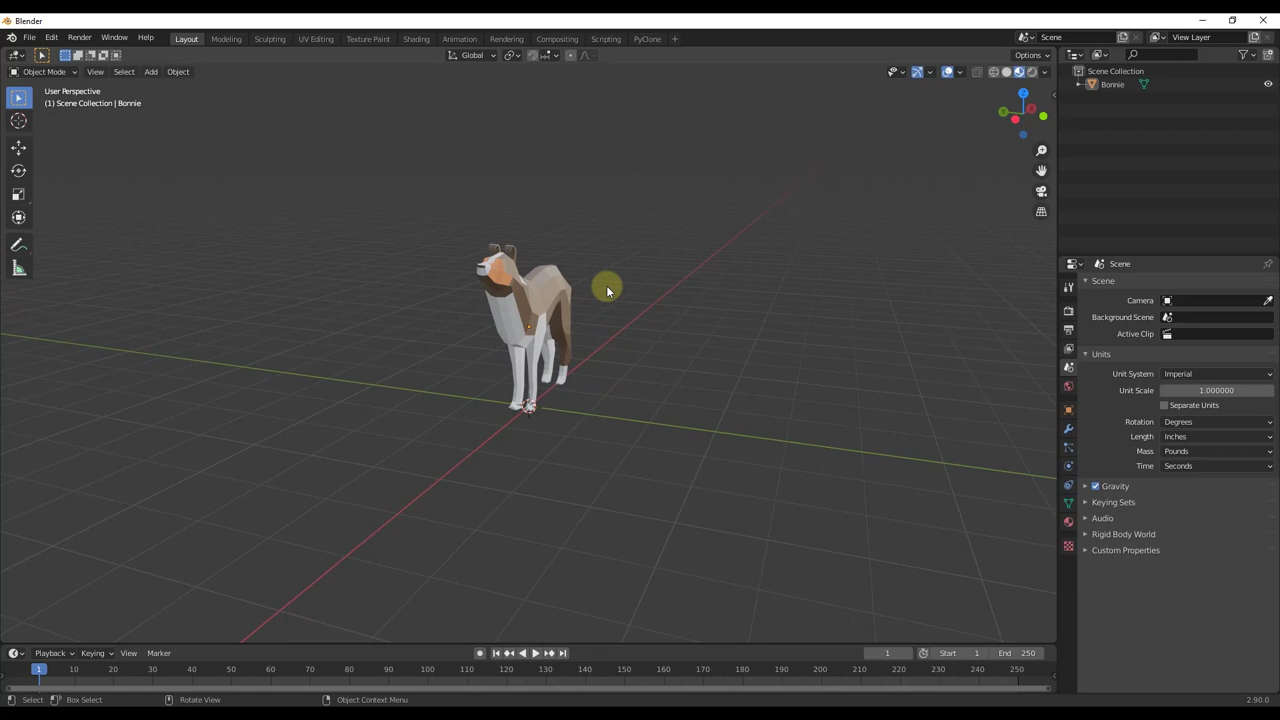 Blender
File Edit Render Window Help
Layout Modeling Sculpting UV Editing Texture Paint Shading Animation Rendering Compositing Scripting PyClone +
Scene
View Layer
Global
Options
Object Mode View Select Add Object
User Perspective
(1) Scene Collection | Bonnie
Z
Y
X
Scene Collection
Bonnie
Scene
Scene
Camera
Background Scene
Active Clip
Units
Unit System Imperial
Unit Scale 1.000000
Separate Units
Rotation Degrees
Length Inches
Mass Pounds
Time Seconds
Gravity
Keying Sets
Audio
Rigid Body World
Custom Properties
Playback Keying View Marker
1
Start 1
End 250
1 10 20 30 40 50 60 70 80 90 100 110 120 130 140 150 160 170 180 190 200 210 220 230 240 250
Select Box Select Rotate View Object Context Menu
2.90.0